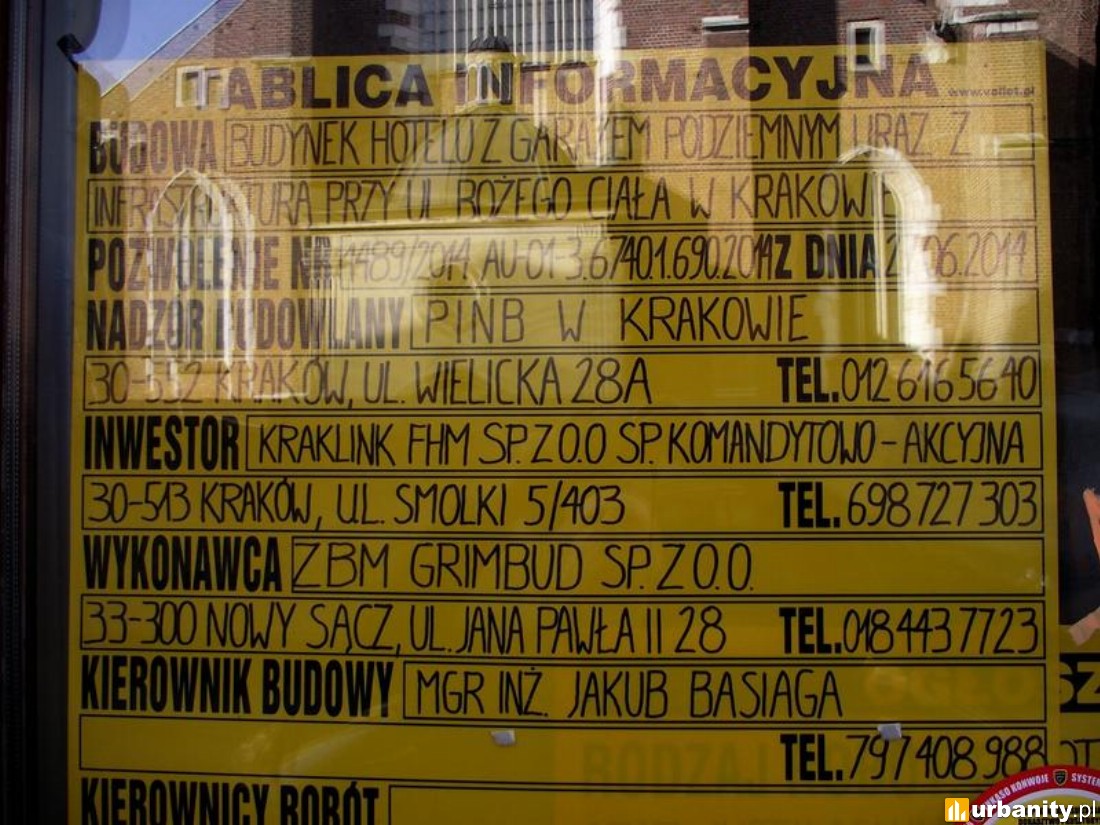 TABLICA INFORMACYJNA www.vollet.pl
BUDOWA BUDYNEK HOTELU Z GARAŻEM PODZIEMNYM WRAZ Z
INFRASTRUKTURĄ PRZY UL. BOŻEGO CIAŁA W KRAKOWIE
POZWOLENIE NR 1489/2014 AU-01-3.6740.1.690.2014 Z DNIA 06.2014
NADZÓR BUDOWLANY PINB W KRAKOWIE
30-552 KRAKÓW, UL. WIELICKA 28A TEL. 012 616 56 40
INWESTOR KRAKLINK FHM SP. Z O.O SP. KOMANDYTOWO-AKCYJNA
30-513 KRAKÓW, UL. SMOLKI 5/403 TEL. 698 727 303
WYKONAWCA ZBM GRIMBUD SP. Z O.O.
33-300 NOWY SĄCZ, UL. JANA PAWŁA II 28 TEL. 018 443 77 23
KIEROWNIK BUDOWY MGR INŻ. JAKUB BASIAGA
TEL. 797 408 988
KIEROWNICY ROBÓT
KONWOJE SYSTEM
urbanity.pl